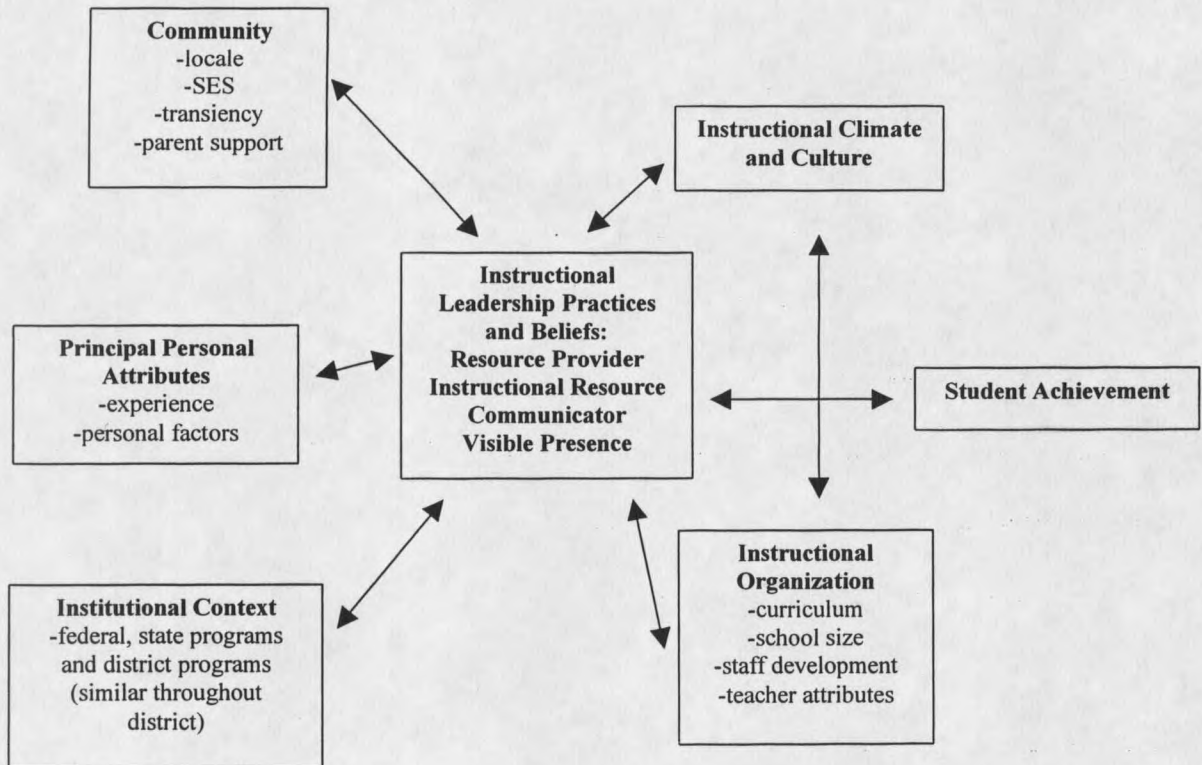 Community
-locale
-SES
-transiency
-parent support
Instructional Climate
and Culture
Instructional
Leadership Practices
and Beliefs:
Resource Provider
Instructional Resource
Communicator
Visible Presence
Principal Personal
Attributes
-experience
-personal factors
Student Achievement
Institutional Context
-federal, state programs
and district programs
(similar throughout
district)
Instructional
Organization
-curriculum
-school size
-staff development
-teacher attributes